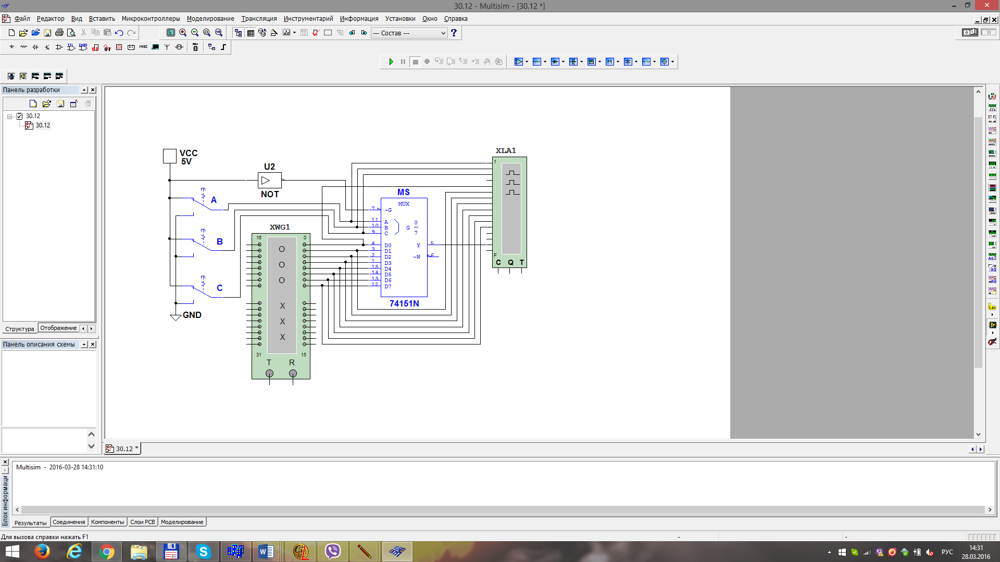 30.12 - Multisim - [30.12 *]
Файл Редактор Вид Вставить Микроконтроллеры Моделирование Трансляция Инструментарий Информация Установки Окно Справка
--- Состав ---
Панель разработки
30.12
30.12
Структура Отображение
Панель описания схемы
VCC
5V
U2
NOT
A
B
C
GND
XWG1
16 0
O
O
O
X
X
X
31 15
T R
MS
MUX
7 ~G
11 A
10 B
9 C
G 0
7
4 D0
3 D1
2 D2
1 D3
15 D4
14 D5
13 D6
12 D7
Y 5
~W 6
74151N
XLA1
1
F
C Q T
30.12 *
Multisim - 2016-03-28 14:31:10
Блок информаци
Результаты Соединения Компоненты Слои PCB Моделирование
Для вызова справки нажать F1
- -
РУС
14:31
28.03.2016